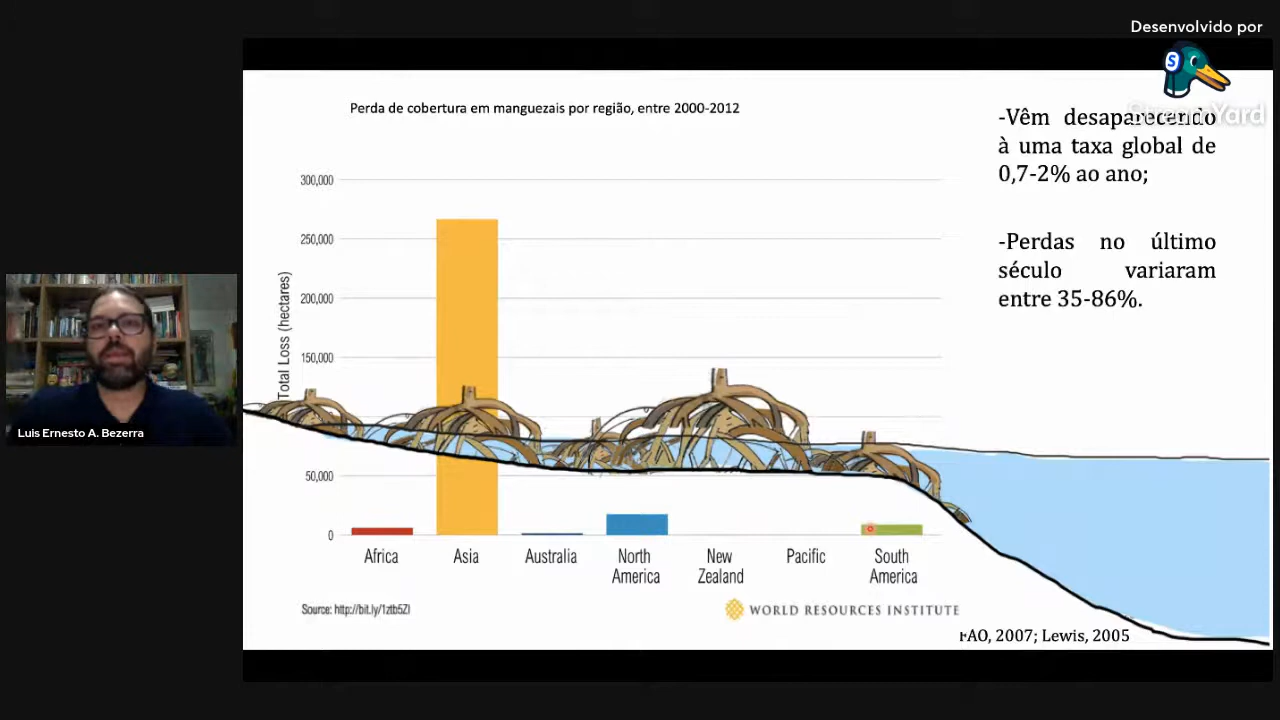 Desenvolvido por
S
StreamYard
Perda de cobertura em manguezais por região, entre 2000-2012
-Vêm desaparecendo
à uma taxa global de
0,7-2% ao ano;
-Perdas no último
século variaram
entre 35-86%.
Total Loss (hectares)
300,000
250,000
200,000
150,000
50,000
0
Africa
Asia
Australia
North
America
New
Zealand
Pacific
South
America
Source: http://bit.ly/1ztb5Zl
WORLD RESOURCES INSTITUTE
FAO, 2007; Lewis, 2005
Luis Ernesto A. Bezerra